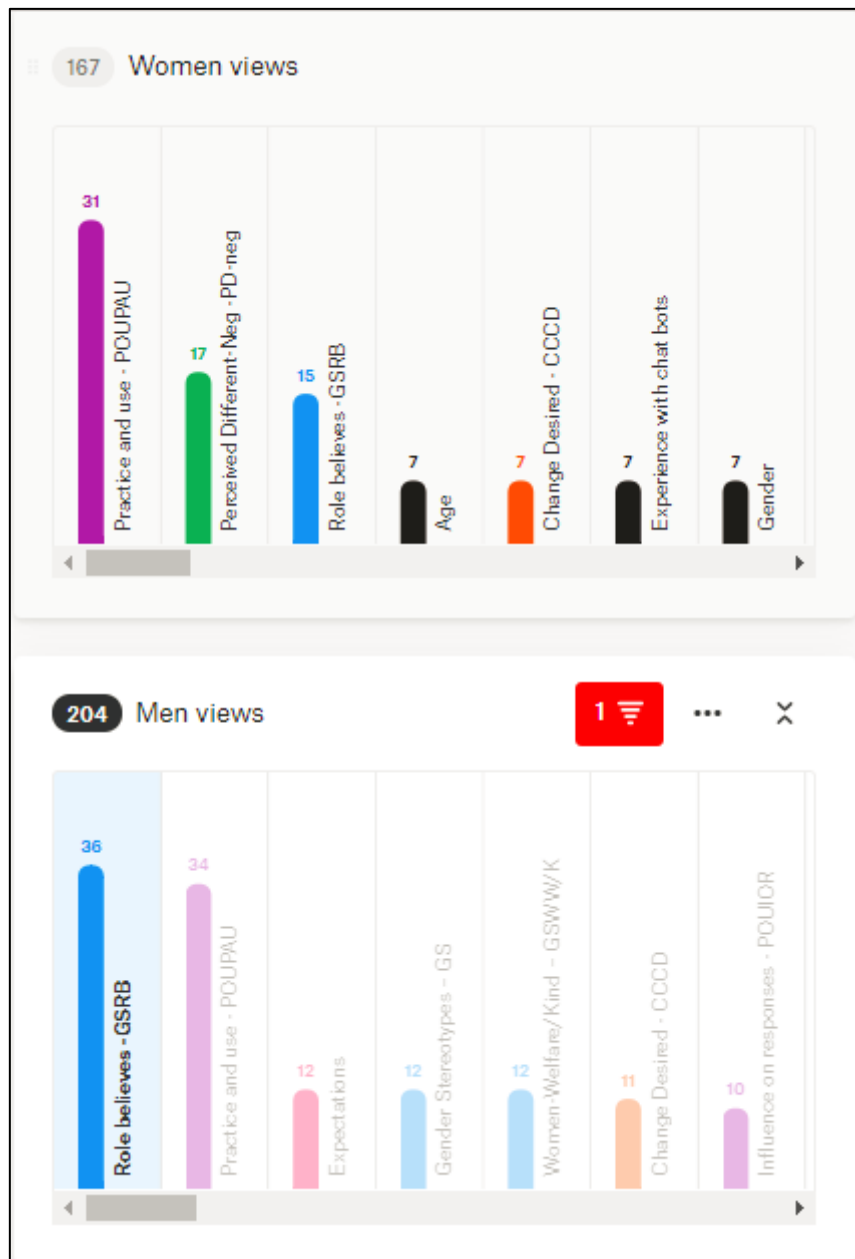 167 Women views
31
Practice and use - POUPAU
17
Perceived Different-Neg - PD-neg
15
Role believes - GSRB
7
Age
7
Change Desired - CCCD
7
Experience with chat bots
7
Gender
204 Men views
1
36
Role believes - GSRB
34
Practice and use - POUPAU
12
Expectations
12
Gender Stereotypes – GS
12
Women-Welfare/Kind – GSWW/K
11
Change Desired - CCCD
10
Influence on responses - POUIOR